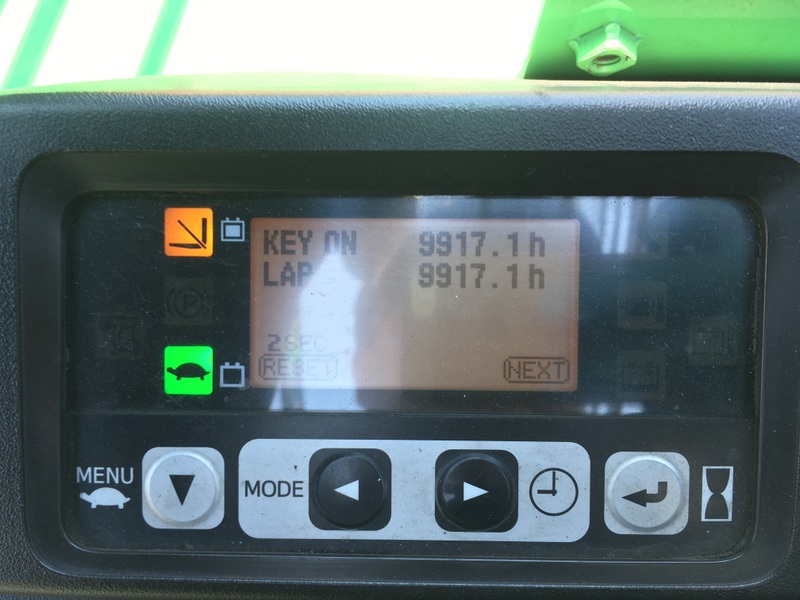 KEY ON 9917.1h
LAP 9917.1h
2SEC
RESET NEXT
MENU
MODE